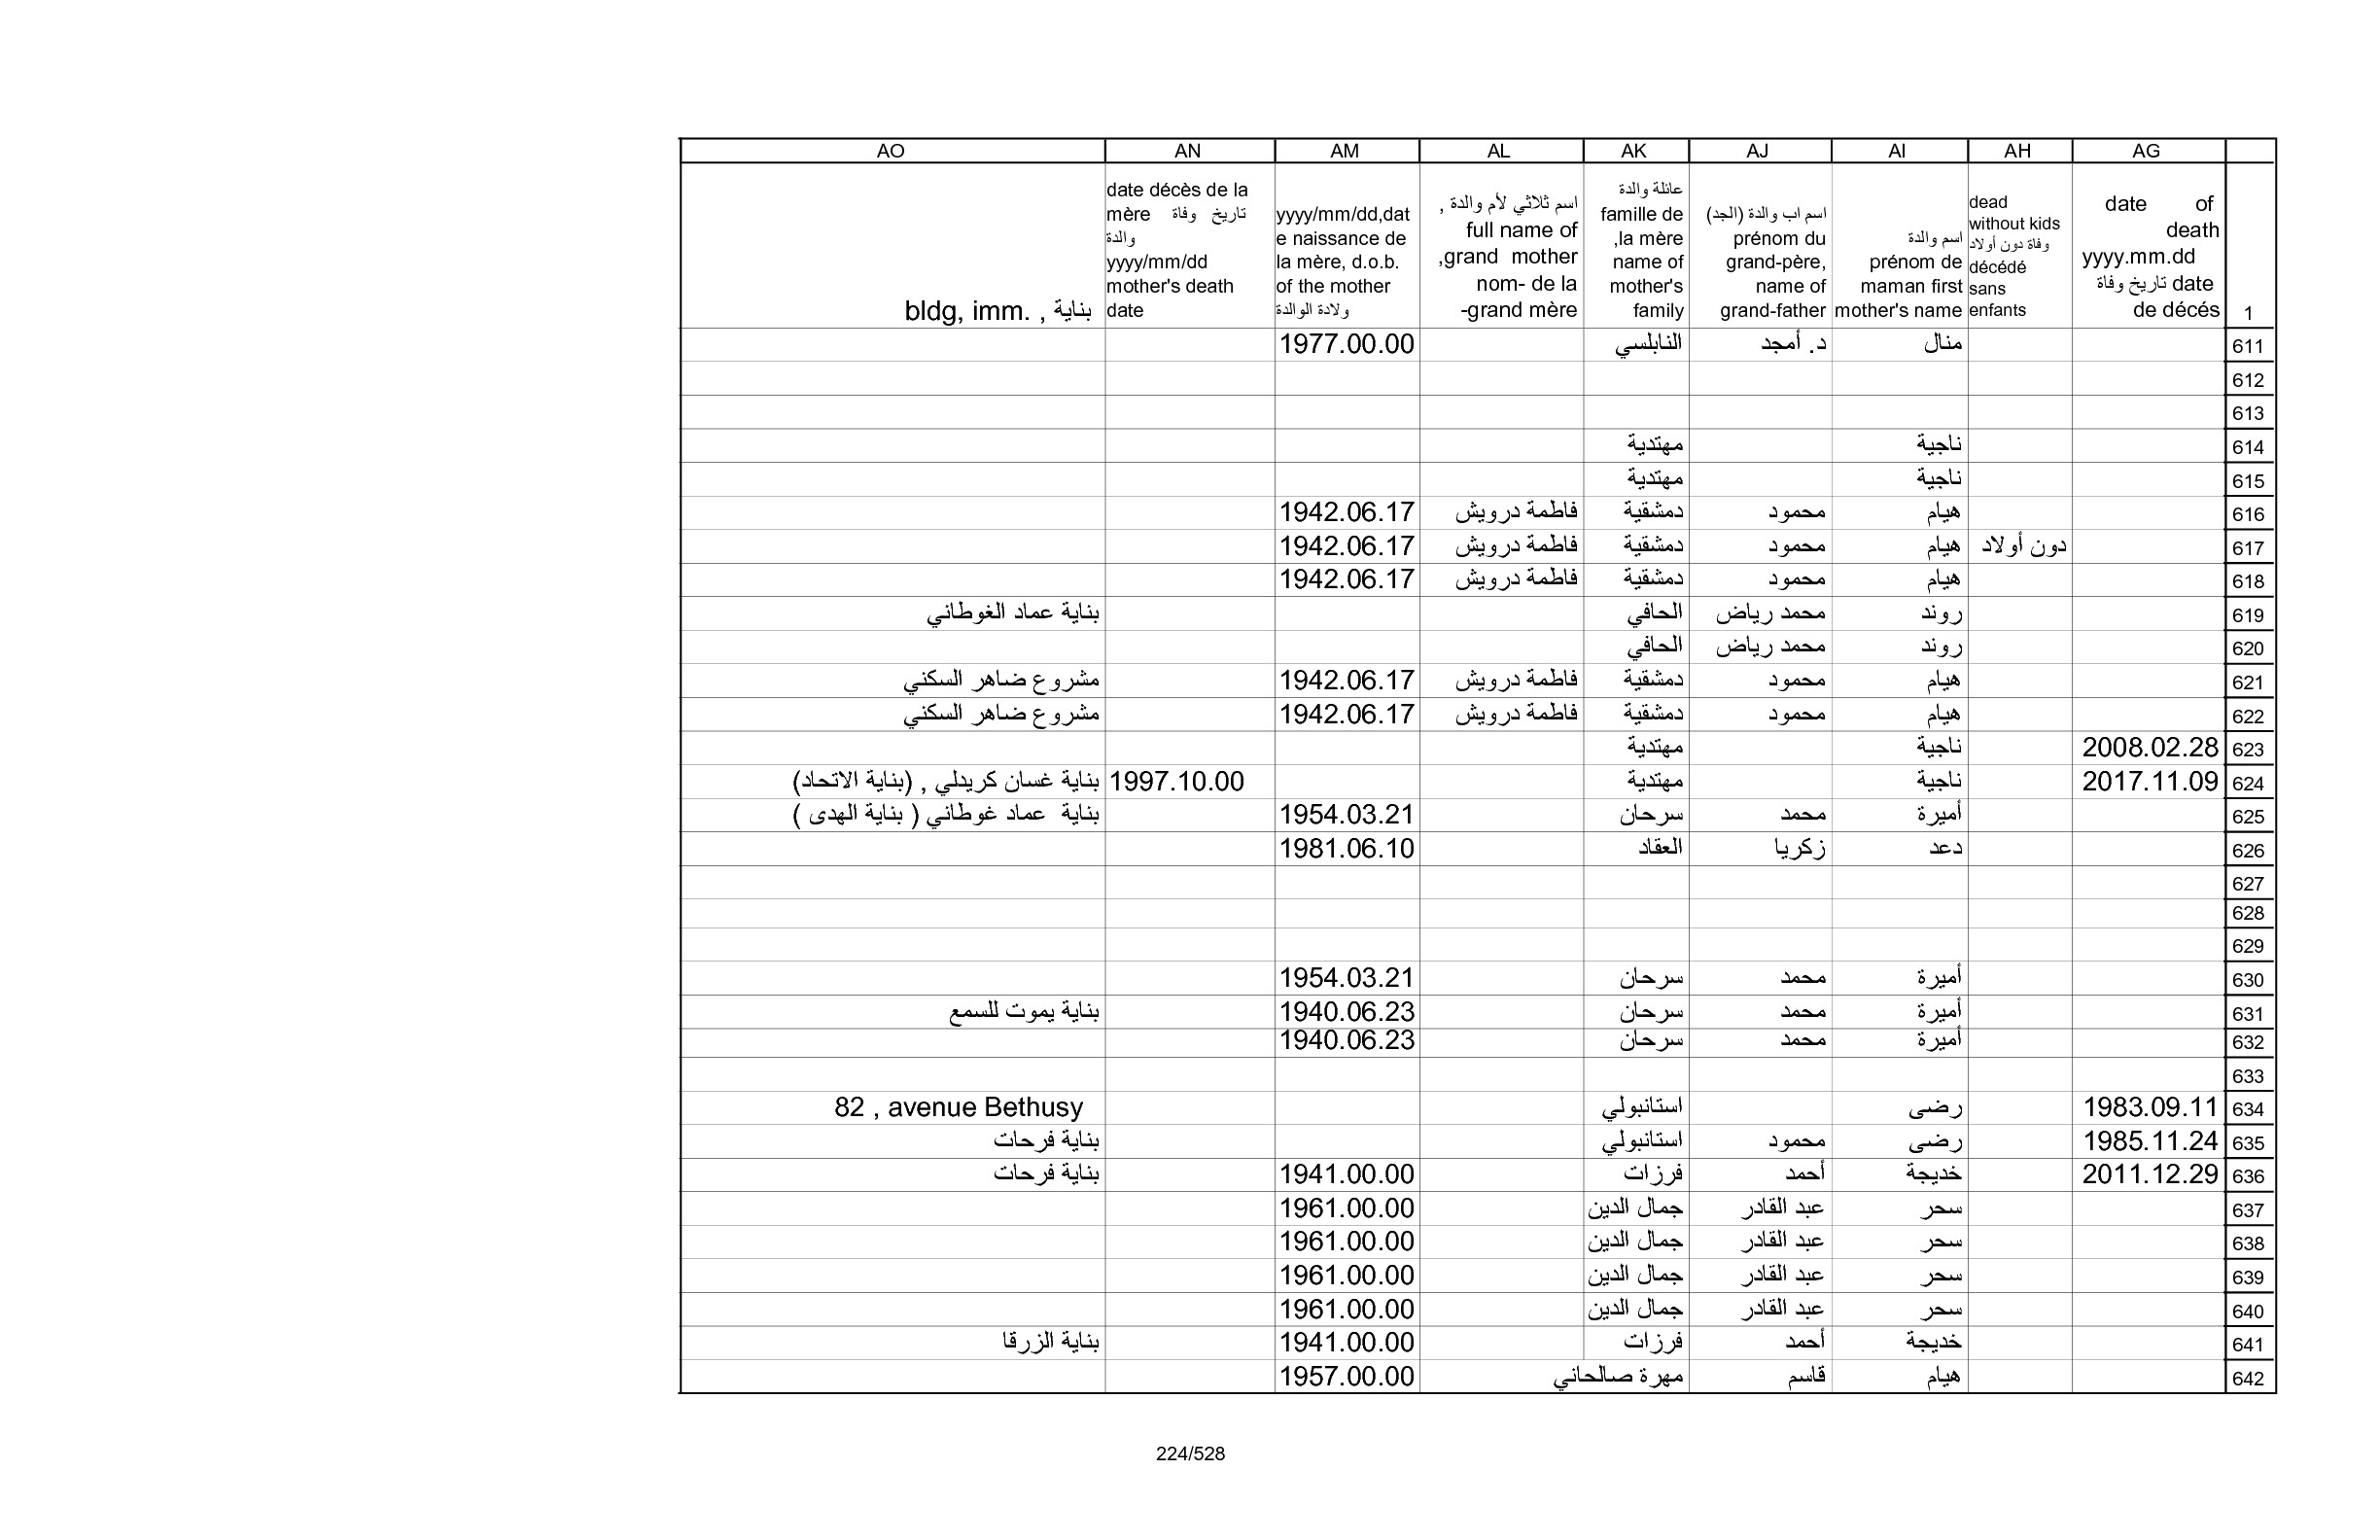 AG AH AI AJ AK AL AM AN AO
1 date of death yyyy.mm.dd تاريخ وفاة date de décés dead without kids وفاة دون أولاد décédé sans enfants اسم والدة prénom de maman first mother's name اسم اب والدة (الجد) prénom du grand-père, name of grand-father عائلة والدة famille de la mère, name of mother's family اسم ثلاثي لأم والدة , full name of grand mother, nom- de la grand mère- yyyy/mm/dd,date naissance de la mère, d.o.b. of the mother ولادة الوالدة date décès de la mère تاريخ وفاة والدة yyyy/mm/dd mother's death date بناية , bldg, imm.
611 منال د. أمجد النابلسي 1977.00.00
612
613
614 ناجية مهتدية
615 ناجية مهتدية
616 هيام محمود دمشقية فاطمة درويش 1942.06.17
617 دون أولاد هيام محمود دمشقية فاطمة درويش 1942.06.17
618 هيام محمود دمشقية فاطمة درويش 1942.06.17
619 روند محمد رياض الحافي بناية عماد الغوطاني
620 روند محمد رياض الحافي
621 هيام محمود دمشقية فاطمة درويش 1942.06.17 مشروع ضاهر السكني
622 هيام محمود دمشقية فاطمة درويش 1942.06.17 مشروع ضاهر السكني
623 2008.02.28 ناجية مهتدية
624 2017.11.09 ناجية مهتدية 1997.10.00 بناية غسان كريدلي , (بناية الاتحاد)
625 أميرة محمد سرحان 1954.03.21 بناية عماد غوطاني ( بناية الهدى )
626 دعد زكريا العقاد 1981.06.10
627
628
629
630 أميرة محمد سرحان 1954.03.21
631 أميرة محمد سرحان 1940.06.23 بناية يموت للسمع
632 أميرة محمد سرحان 1940.06.23
633
634 1983.09.11 رضى استانبولي 82 , avenue Bethusy
635 1985.11.24 رضى محمود استانبولي بناية فرحات
636 2011.12.29 خديجة أحمد فرزات 1941.00.00 بناية فرحات
637 سحر عبد القادر جمال الدين 1961.00.00
638 سحر عبد القادر جمال الدين 1961.00.00
639 سحر عبد القادر جمال الدين 1961.00.00
640 سحر عبد القادر جمال الدين 1961.00.00
641 خديجة أحمد فرزات 1941.00.00 بناية الزرقا
642 هيام قاسم مهرة صالحاني 1957.00.00
224/528